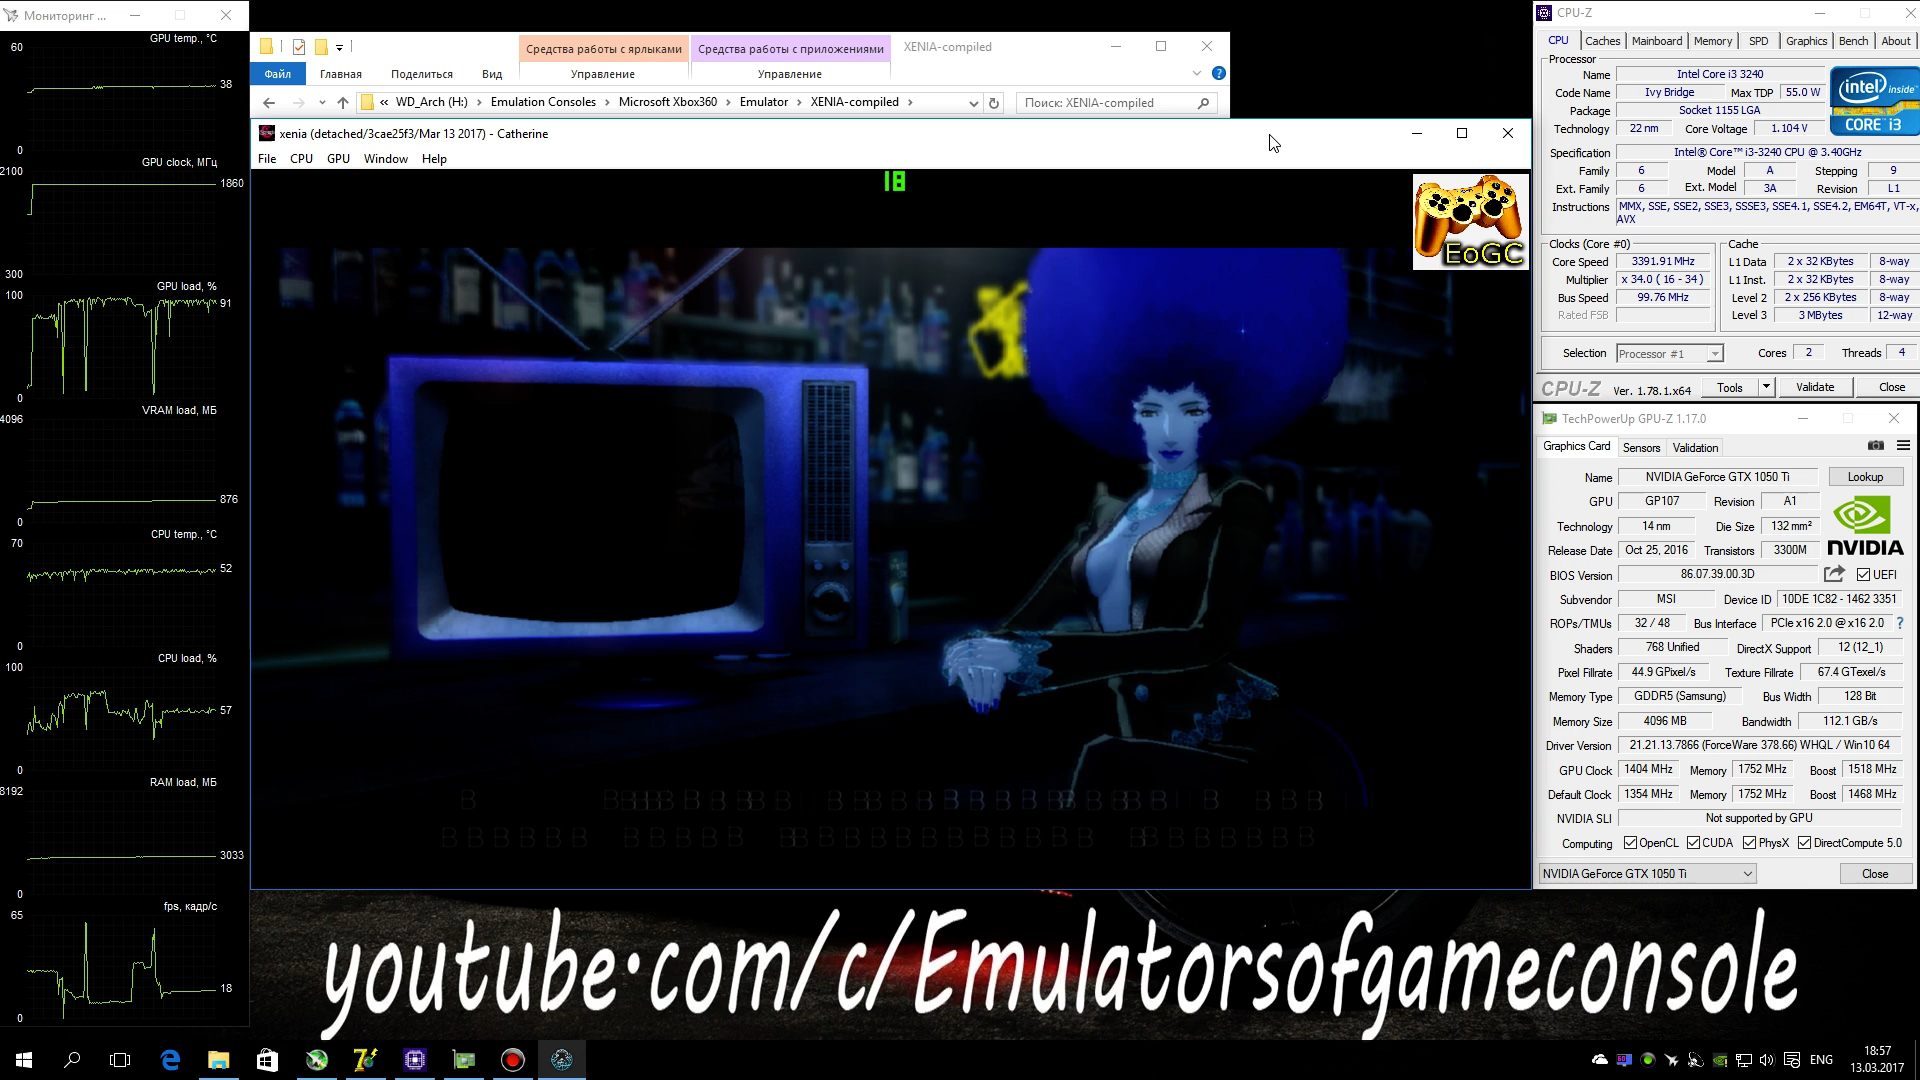 Мониторинг ...
GPU temp., °C
60
38
0
GPU clock, МГц
2100
1860
300
GPU load, %
100
91
0
VRAM load, МБ
4096
876
0
CPU temp., °C
70
52
0
CPU load, %
100
57
0
RAM load, МБ
8192
3033
0
fps, кадр/с
65
18
0
Средства работы с ярлыками
Средства работы с приложениями
XENIA-compiled
Файл
Главная
Поделиться
Вид
Управление
Управление
« WD_Arch (H:) › Emulation Consoles › Microsoft Xbox360 › Emulator › XENIA-compiled ›
Поиск: XENIA-compiled
xenia (detached/3cae25f3/Mar 13 2017) - Catherine
File CPU GPU Window Help
18
EoGC
B BBBBB B BB B B B B B B B B B B B B B B B B B B
B B B B B B B B B B B BB B B B B B B B B B B B BB B B B B B B
youtube.com/c/Emulatorsofgameconsole
CPU-Z
CPU Caches Mainboard Memory SPD Graphics Bench About
Processor
Name Intel Core i3 3240
Code Name Ivy Bridge Max TDP 55.0 W
Package Socket 1155 LGA
Technology 22 nm Core Voltage 1.104 V
intel inside™
CORE i3
Specification Intel® Core™ i3-3240 CPU @ 3.40GHz
Family 6 Model A Stepping 9
Ext. Family 6 Ext. Model 3A Revision L1
Instructions MMX, SSE, SSE2, SSE3, SSSE3, SSE4.1, SSE4.2, EM64T, VT-x,
AVX
Clocks (Core #0)
Core Speed 3391.91 MHz
Multiplier x 34.0 ( 16 - 34 )
Bus Speed 99.76 MHz
Rated FSB
Cache
L1 Data 2 x 32 KBytes 8-way
L1 Inst. 2 x 32 KBytes 8-way
Level 2 2 x 256 KBytes 8-way
Level 3 3 MBytes 12-way
Selection Processor #1 Cores 2 Threads 4
CPU-Z Ver. 1.78.1.x64 Tools Validate Close
TechPowerUp GPU-Z 1.17.0
Graphics Card Sensors Validation
Name NVIDIA GeForce GTX 1050 Ti Lookup
GPU GP107 Revision A1
Technology 14 nm Die Size 132 mm²
Release Date Oct 25, 2016 Transistors 3300M
NVIDIA
BIOS Version 86.07.39.00.3D UEFI
Subvendor MSI Device ID 10DE 1C82 - 1462 3351
ROPs/TMUs 32 / 48 Bus Interface PCIe x16 2.0 @ x16 2.0 ?
Shaders 768 Unified DirectX Support 12 (12_1)
Pixel Fillrate 44.9 GPixel/s Texture Fillrate 67.4 GTexel/s
Memory Type GDDR5 (Samsung) Bus Width 128 Bit
Memory Size 4096 MB Bandwidth 112.1 GB/s
Driver Version 21.21.13.7866 (ForceWare 378.66) WHQL / Win10 64
GPU Clock 1404 MHz Memory 1752 MHz Boost 1518 MHz
Default Clock 1354 MHz Memory 1752 MHz Boost 1468 MHz
NVIDIA SLI Not supported by GPU
Computing OpenCL CUDA PhysX DirectCompute 5.0
NVIDIA GeForce GTX 1050 Ti Close
ENG
18:57
13.03.2017